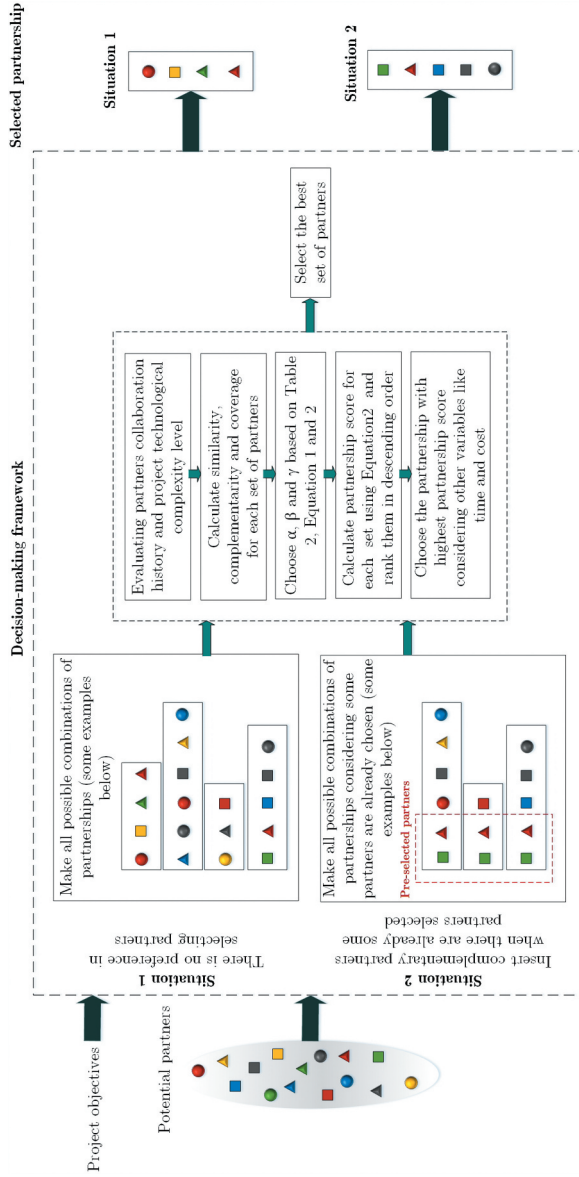 Project objectives
Potential partners
Decision-making framework
Situation 1
There is no preference in
selecting partners
Make all possible combinations of
partnerships (some examples
below)
Situation 2
Insert complementary partners
when there are already some
partners selected
Make all possible combinations of
partnerships considering some
partners are already chosen (some
examples below)
Pre-selected partners
Evaluating partners collaboration
history and project technological
complexity level
Calculate similarity,
complementarity and coverage
for each set of partners
Choose α, β and γ based on Table
2, Equation 1 and 2
Calculate partnership score for
each set using Equation2 and
rank them in descending order
Choose the partnership with
highest partnership score
considering other variables like
time and cost
Select the best
set of partners
Selected partnership
Situation 1
Situation 2